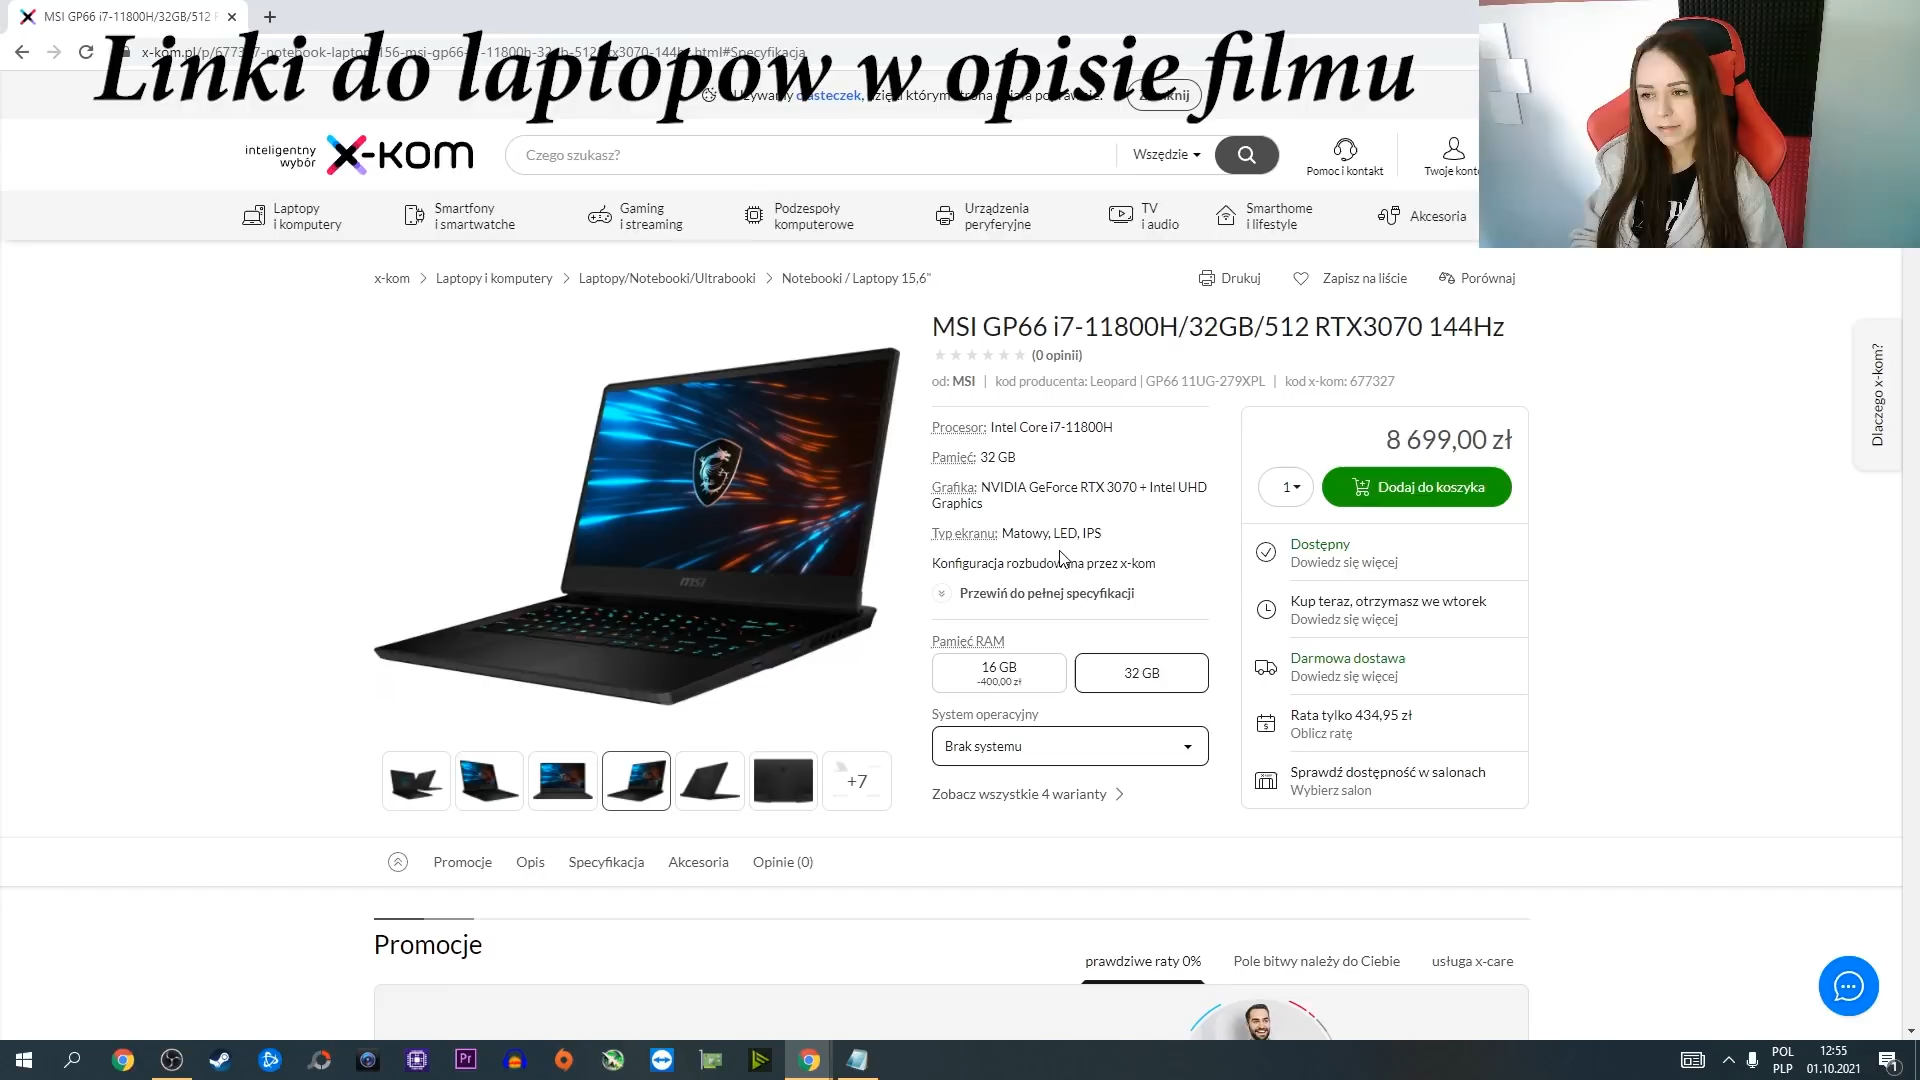 MSI GP66 i7-11800H/32GB/512
Linki do laptopow w opisie filmu
Używamy
Zamknij
inteligentny
wybór
x-kom
Czego szukasz?
Wszędzie
Pomoc i kontakt
Twoje konto
Laptopy
i komputery
Smartfony
i smartwatche
Gaming
i streaming
Podzespoły
komputerowe
Urządzenia
peryferyjne
TV
i audio
Smarthome
i lifestyle
Akcesoria
x-kom > Laptopy i komputery > Laptopy/Notebooki/Ultrabooki > Notebooki / Laptopy 15,6"
Drukuj
Zapisz na liście
Porównaj
MSI GP66 i7-11800H/32GB/512 RTX3070 144Hz
(0 opinii)
od: MSI | kod producenta: Leopard | GP66 11UG-279XPL | kod x-kom: 677327
Procesor: Intel Core i7-11800H
Pamięć: 32 GB
Grafika: NVIDIA GeForce RTX 3070 + Intel UHD
Graphics
Typ ekranu: Matowy, LED, IPS
Konfiguracja rozbudowana przez x-kom
Przewiń do pełnej specyfikacji
Pamięć RAM
16 GB
-400,00 zł
32 GB
System operacyjny
Brak systemu
Zobacz wszystkie 4 warianty
8 699,00 zł
1
Dodaj do koszyka
Dostępny
Dowiedz się więcej
Kup teraz, otrzymasz we wtorek
Dowiedz się więcej
Darmowa dostawa
Dowiedz się więcej
Rata tylko 434,95 zł
Oblicz ratę
Sprawdź dostępność w salonach
Wybierz salon
Dlaczego x-kom?
msi
+7
Promocje
Opis
Specyfikacja
Akcesoria
Opinie (0)
Promocje
prawdziwe raty 0%
Pole bitwy należy do Ciebie
usługa x-care
Pr
POL
PLP
12:55
01.10.2021
1